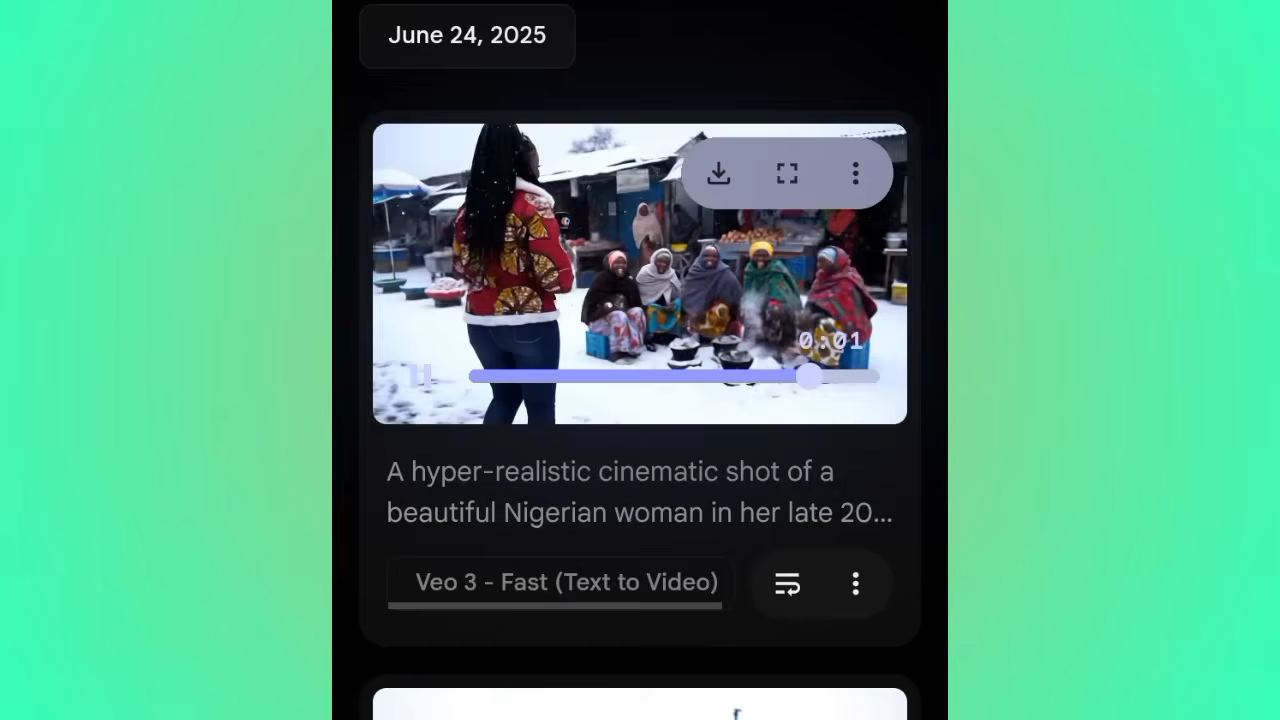 June 24, 2025
0:01
A hyper-realistic cinematic shot of a
beautiful Nigerian woman in her late 20...
Veo 3 - Fast (Text to Video)